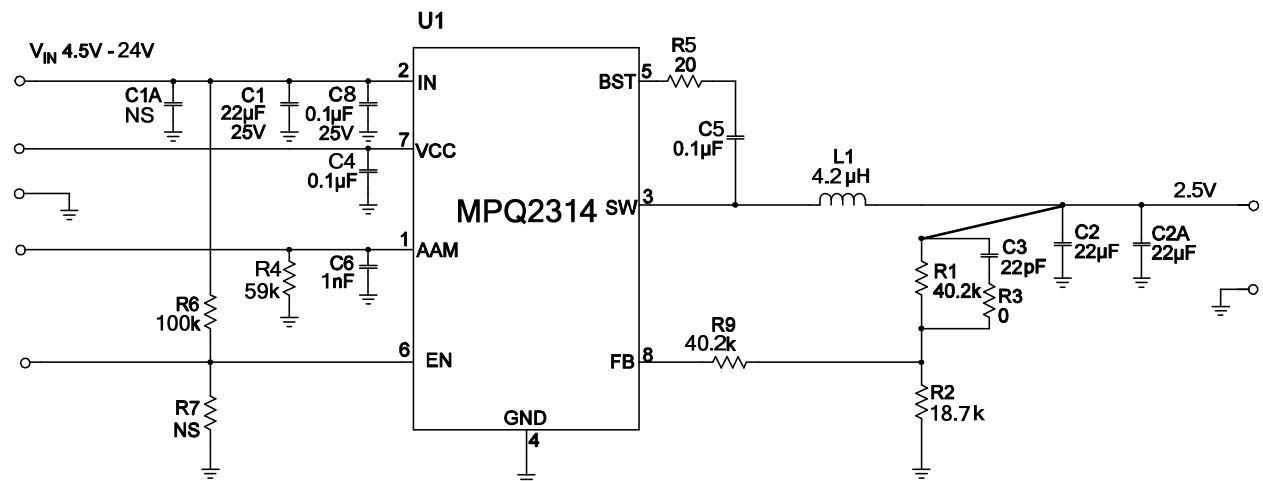 U1
V_IN 4.5V - 24V
2
IN
BST
5
R5
20
C1A
NS
C1
22µF
25V
C8
0.1µF
25V
7
VCC
C4
0.1µF
C5
0.1µF
L1
4.2µH
MPQ2314
SW
3
2.5V
1
AAM
R4
59k
C6
1nF
C3
22pF
R1
40.2k
R3
0
C2
22µF
C2A
22µF
R6
100k
6
EN
FB
8
R9
40.2k
R7
NS
GND
4
R2
18.7k